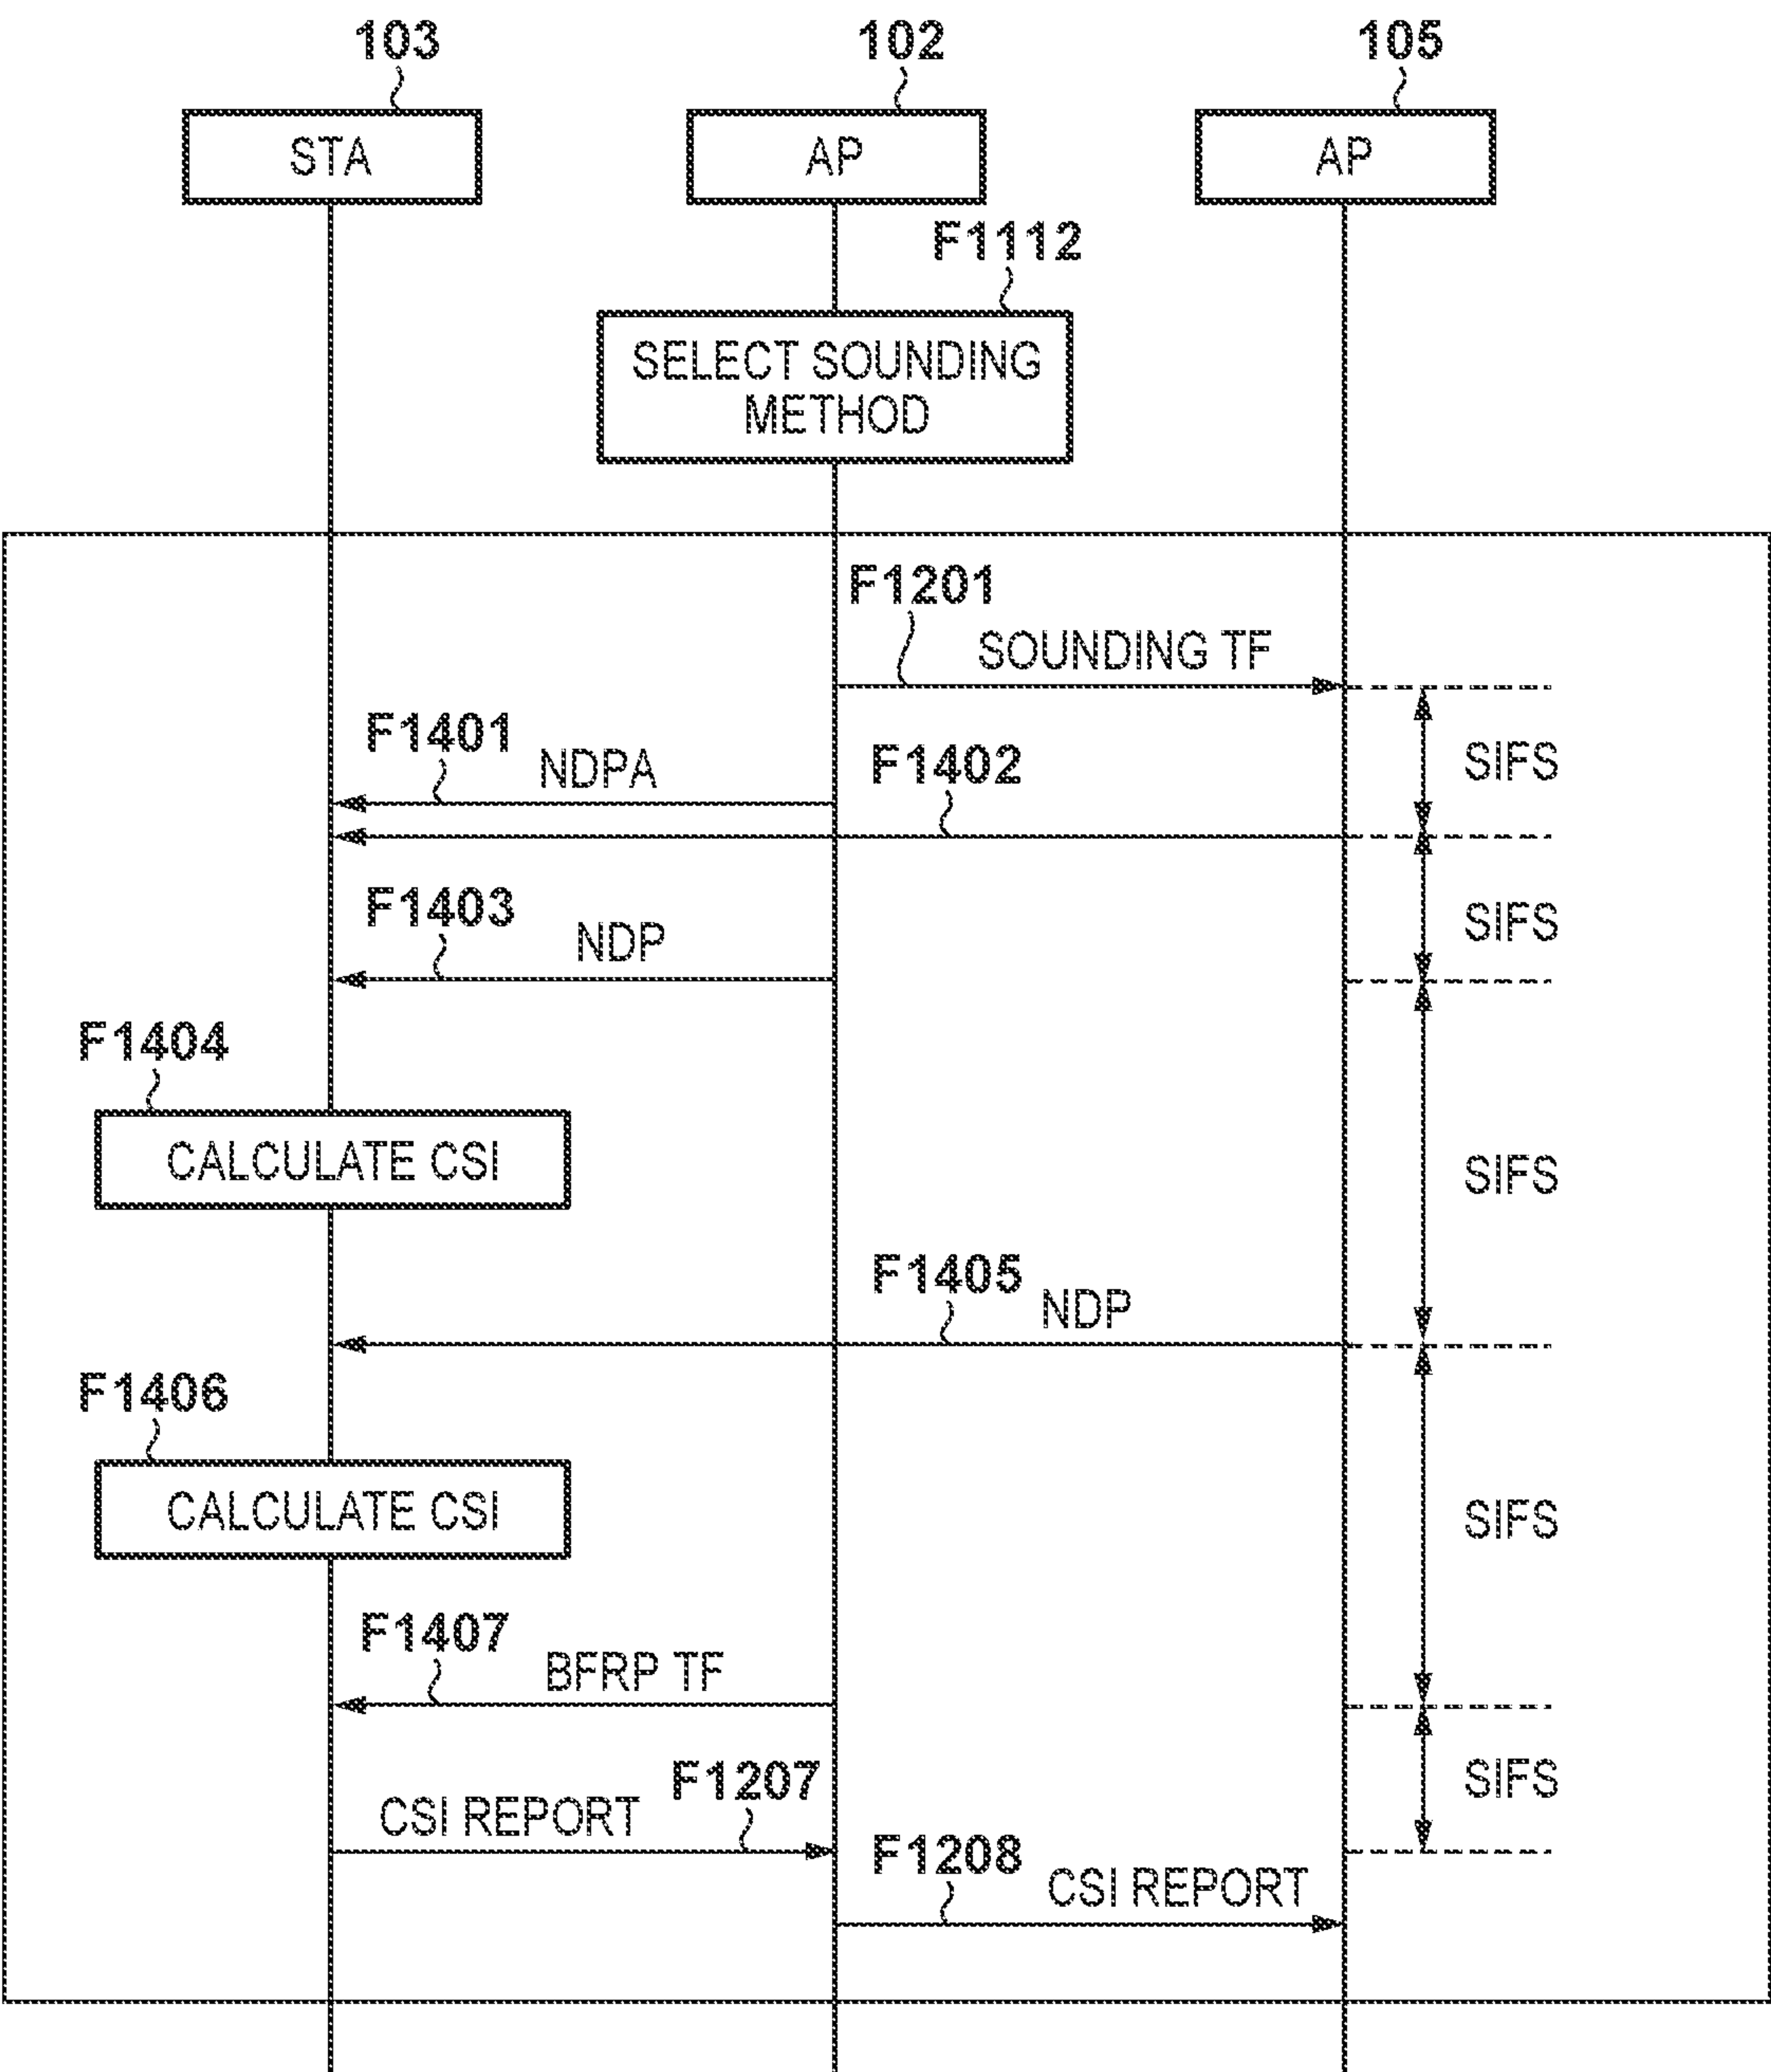 103
102
105
STA
AP
AP
F1112
SELECT SOUNDING
METHOD
F1201
SOUNDING TF
F1401
NDPA
F1402
SIFS
F1403
NDP
SIFS
F1404
CALCULATE CSI
SIFS
F1405
NDP
F1406
CALCULATE CSI
SIFS
F1407
BFRP TF
F1207
CSI REPORT
SIFS
F1208
CSI REPORT